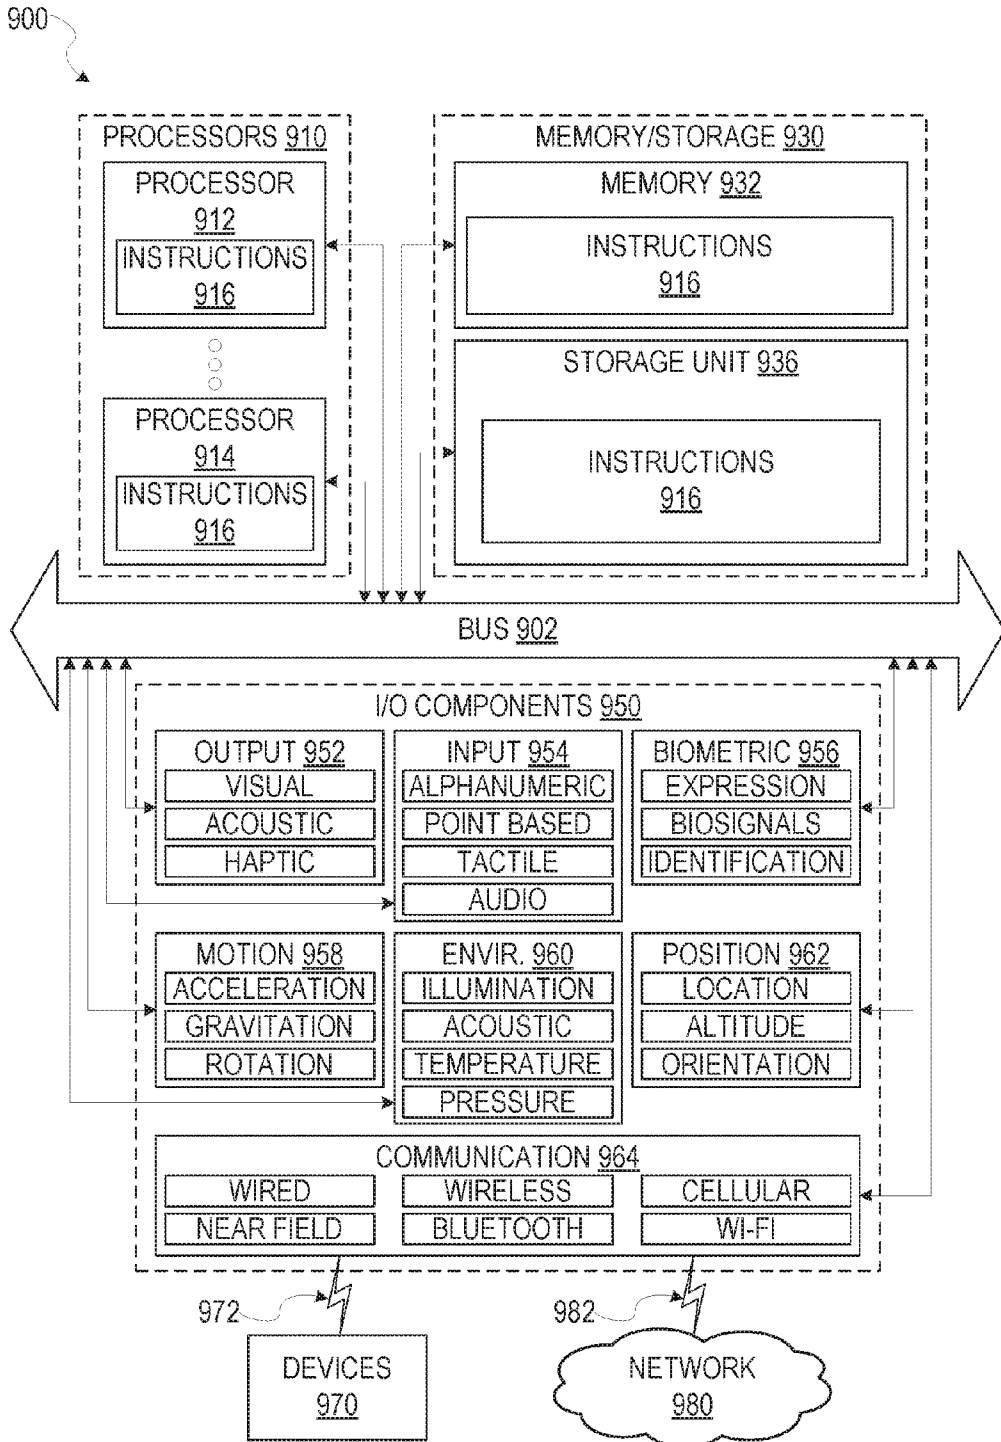 900
PROCESSORS 910
PROCESSOR
912
INSTRUCTIONS
916
PROCESSOR
914
INSTRUCTIONS
916
MEMORY/STORAGE 930
MEMORY 932
INSTRUCTIONS
916
STORAGE UNIT 936
INSTRUCTIONS
916
BUS 902
I/O COMPONENTS 950
OUTPUT 952
VISUAL
ACOUSTIC
HAPTIC
INPUT 954
ALPHANUMERIC
POINT BASED
TACTILE
AUDIO
BIOMETRIC 956
EXPRESSION
BIOSIGNALS
IDENTIFICATION
MOTION 958
ACCELERATION
GRAVITATION
ROTATION
ENVIR. 960
ILLUMINATION
ACOUSTIC
TEMPERATURE
PRESSURE
POSITION 962
LOCATION
ALTITUDE
ORIENTATION
COMMUNICATION 964
WIRED
WIRELESS
CELLULAR
NEAR FIELD
BLUETOOTH
WI-FI
972
982
DEVICES
970
NETWORK
980